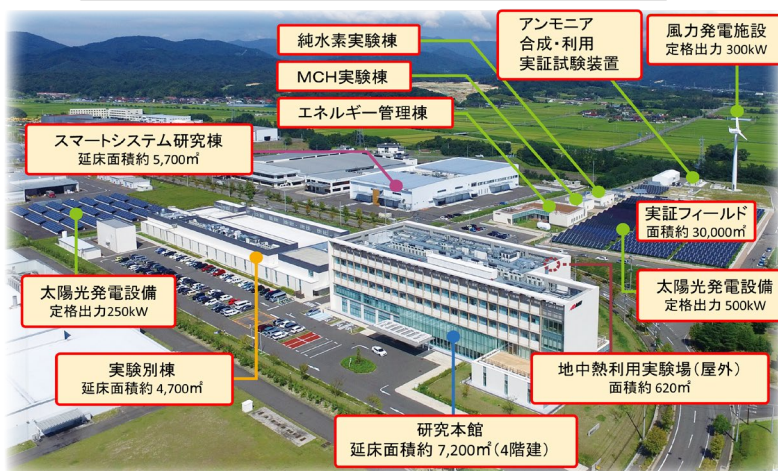 純水素実験棟
MCH実験棟
エネルギー管理棟
アンモニア
合成・利用
実証試験装置
風力発電施設
定格出力 300kW
スマートシステム研究棟
延床面積約 5,700㎡
実証フィールド
面積約 30,000㎡
太陽光発電設備
定格出力250kW
太陽光発電設備
定格出力 500kW
実験別棟
延床面積約 4,700㎡
地中熱利用実験場(屋外)
面積約 620㎡
研究本館
延床面積約 7,200㎡(4階建)